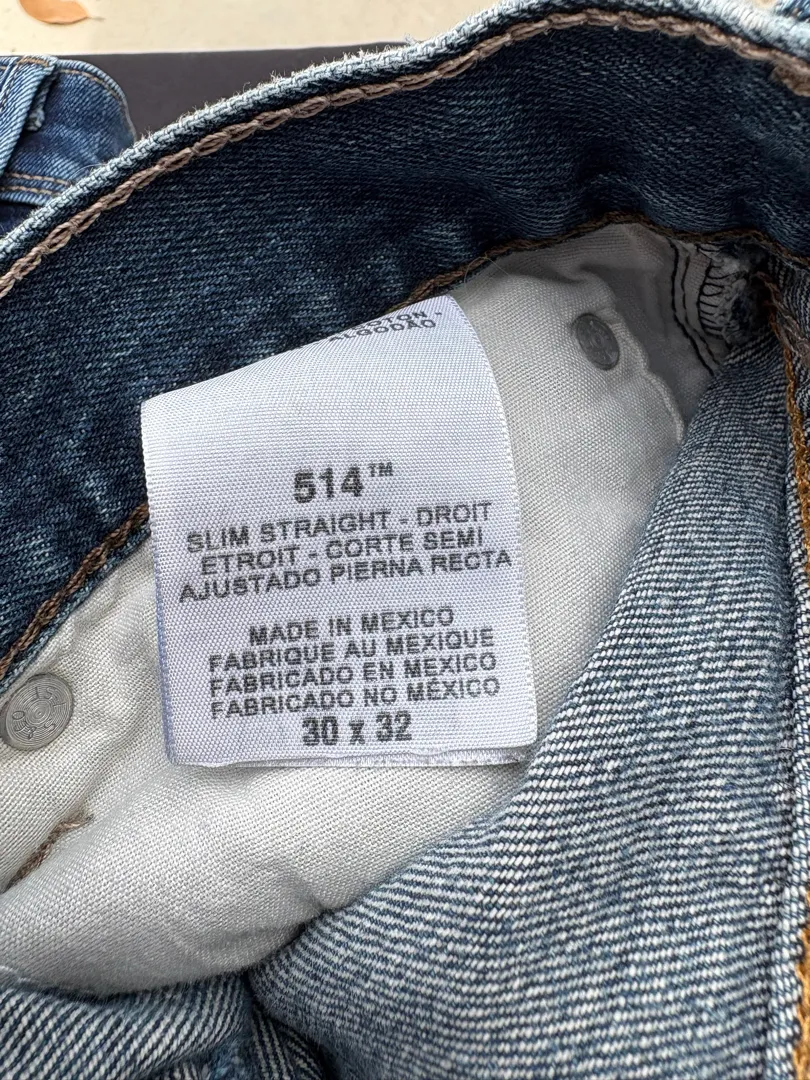 ALGODÃO
514™
SLIM STRAIGHT - DROIT
ETROIT - CORTE SEMI
AJUSTADO PIERNA RECTA
MADE IN MEXICO
FABRIQUE AU MEXIQUE
FABRICADO EN MEXICO
FABRICADO NO MÉXICO
30 x 32